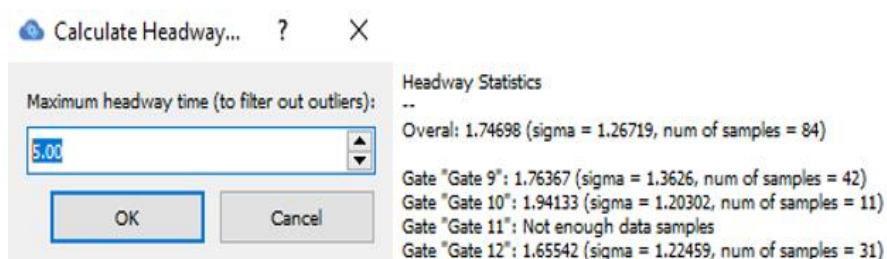 Calculate Headway... ? X
Maximum headway time (to filter out outliers):
5.00
OK Cancel
Headway Statistics
--
Overal: 1.74698 (sigma = 1.26719, num of samples = 84)
Gate "Gate 9": 1.76367 (sigma = 1.3626, num of samples = 42)
Gate "Gate 10": 1.94133 (sigma = 1.20302, num of samples = 11)
Gate "Gate 11": Not enough data samples
Gate "Gate 12": 1.65542 (sigma = 1.22459, num of samples = 31)